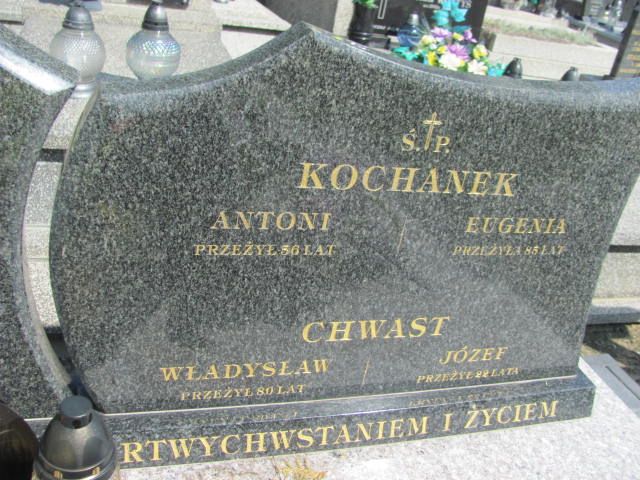 Ś.†P.
KOCHANEK
ANTONI EUGENIA
PRZEŻYŁ 56 LAT PRZEŻYŁA 85 LAT
CHWAST
WŁADYSŁAW JÓZEF
PRZEŻYŁ 80 LAT PRZEŻYŁ 22 LATA
RTWYCHWSTANIEM I ŻYCIEM